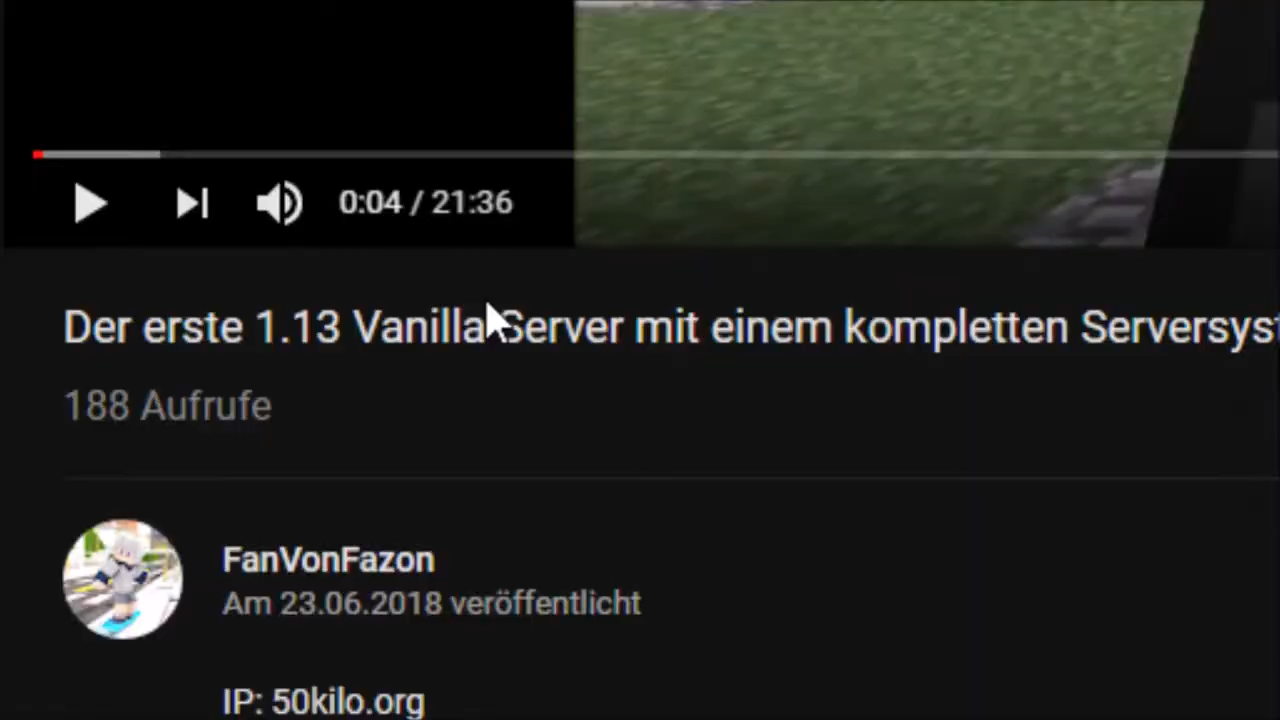 0:04 / 21:36
Der erste 1.13 Vanilla Server mit einem kompletten Serversyst
188 Aufrufe
FanVonFazon
Am 23.06.2018 veröffentlicht
IP: 50kilo.org